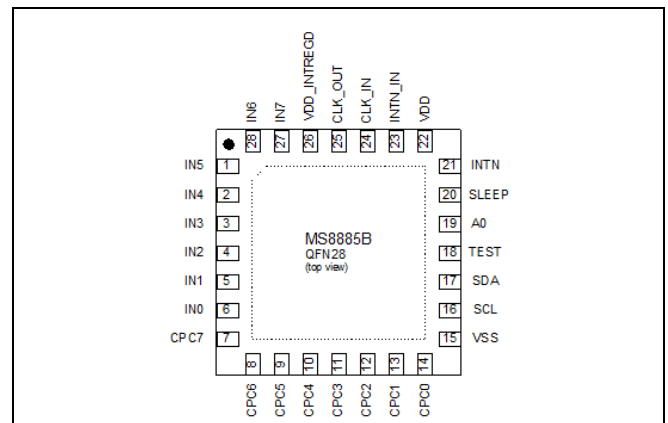 IN6
IN7
VDD_INTREGD
CLK_OUT
CLK_IN
INTN_IN
VDD
28
27
26
25
24
23
22
IN5 1
IN4 2
IN3 3
IN2 4
IN1 5
IN0 6
CPC7 7
MS8885B
QFN28
(top view)
21 INTN
20 SLEEP
19 A0
18 TEST
17 SDA
16 SCL
15 VSS
8
9
10
11
12
13
14
CPC6
CPC5
CPC4
CPC3
CPC2
CPC1
CPC0